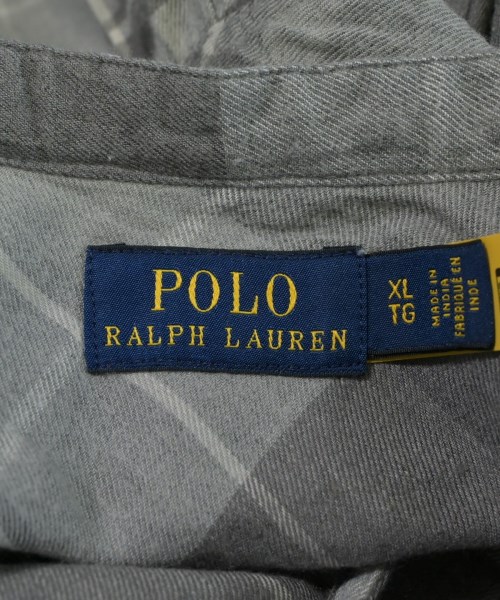 POLO
RALPH LAUREN
XL
TG
MADE IN
INDIA
FABRIQUÉ EN
INDE